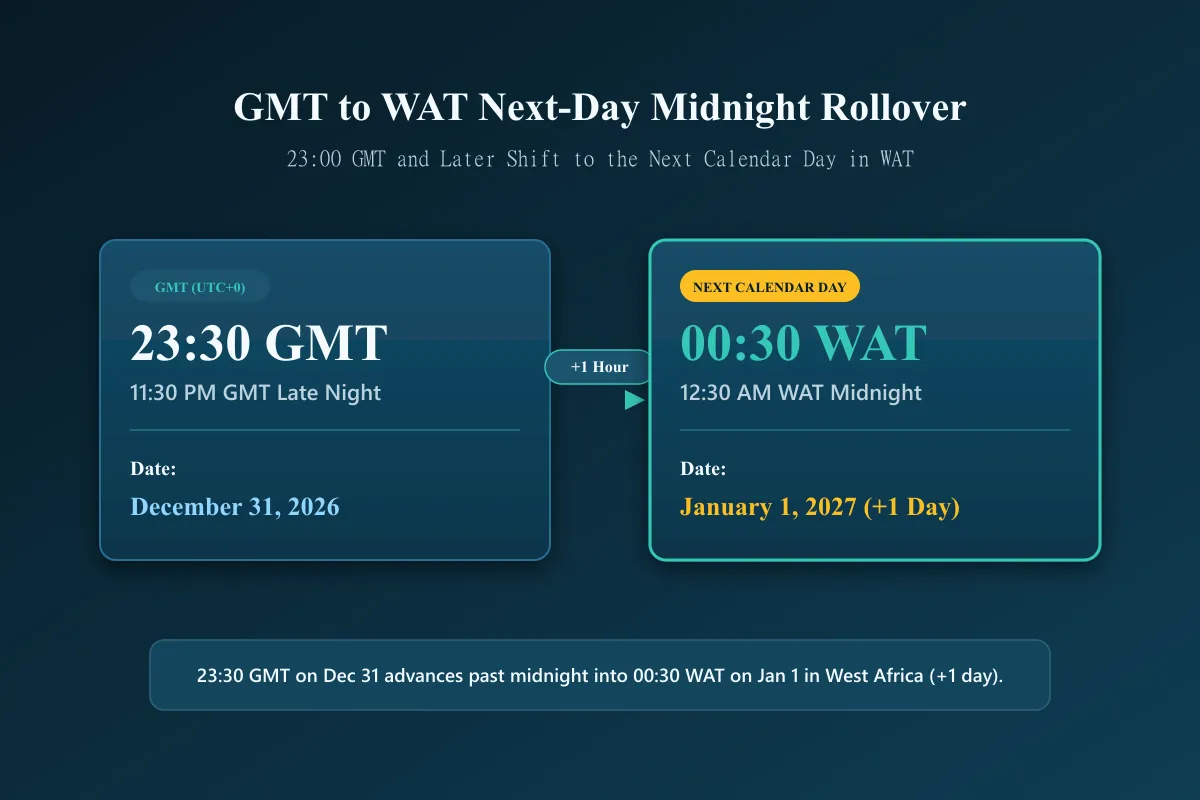 GMT to WAT Next-Day Midnight Rollover
23:00 GMT and Later Shift to the Next Calendar Day in WAT
GMT (UTC+0)
23:30 GMT
11:30 PM GMT Late Night
Date:
December 31, 2026
+1 Hour
NEXT CALENDAR DAY
00:30 WAT
12:30 AM WAT Midnight
Date:
January 1, 2027 (+1 Day)
23:30 GMT on Dec 31 advances past midnight into 00:30 WAT on Jan 1 in West Africa (+1 day).